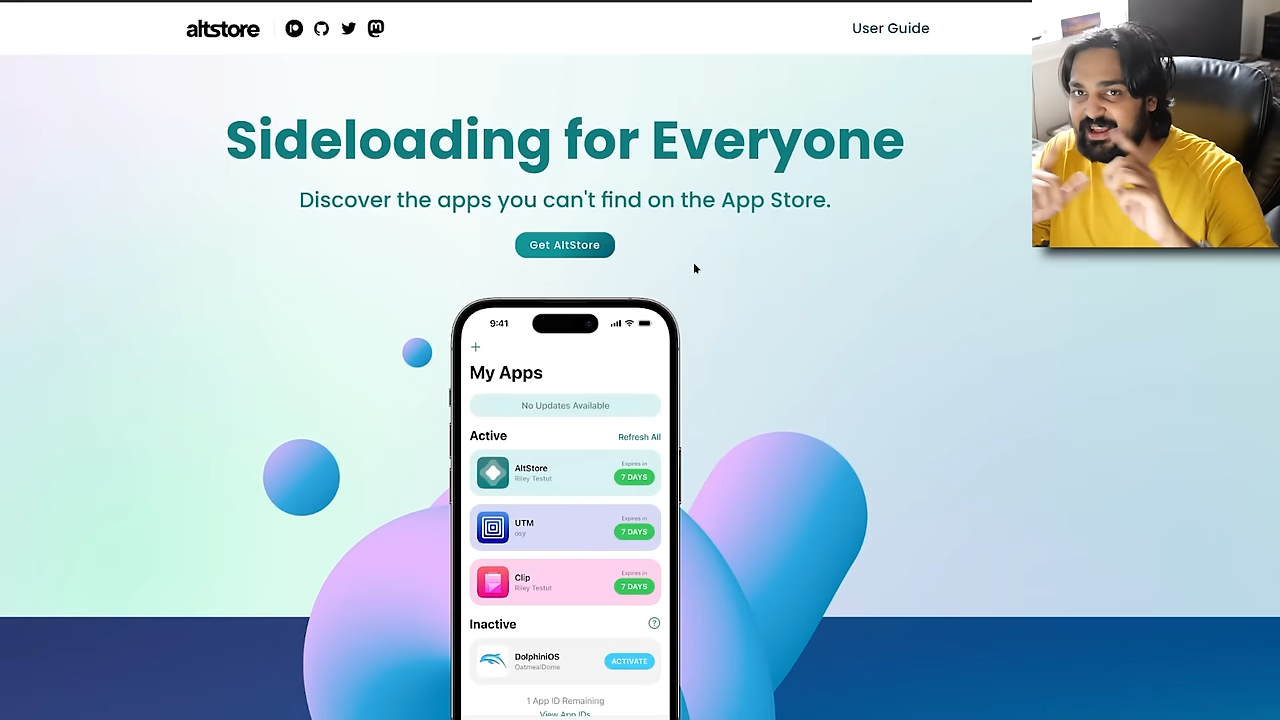 altstore
User Guide
Sideloading for Everyone
Discover the apps you can't find on the App Store.
Get AltStore
9:41
+
My Apps
No Updates Available
Active
Refresh All
AltStore
Riley Testut
Expires in
7 DAYS
UTM
osy
Expires in
7 DAYS
Clip
Riley Testut
Expires in
7 DAYS
Inactive
?
DolphiniOS
OatmealDome
ACTIVATE
1 App ID Remaining
View App IDs